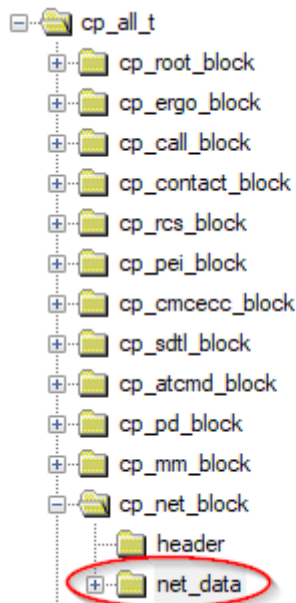 cp_all_t
cp_root_block
cp_ergo_block
cp_call_block
cp_contact_block
cp_rcs_block
cp_pei_block
cp_cmcecc_block
cp_sdtl_block
cp_atcmd_block
cp_pd_block
cp_mm_block
cp_net_block
header
net_data